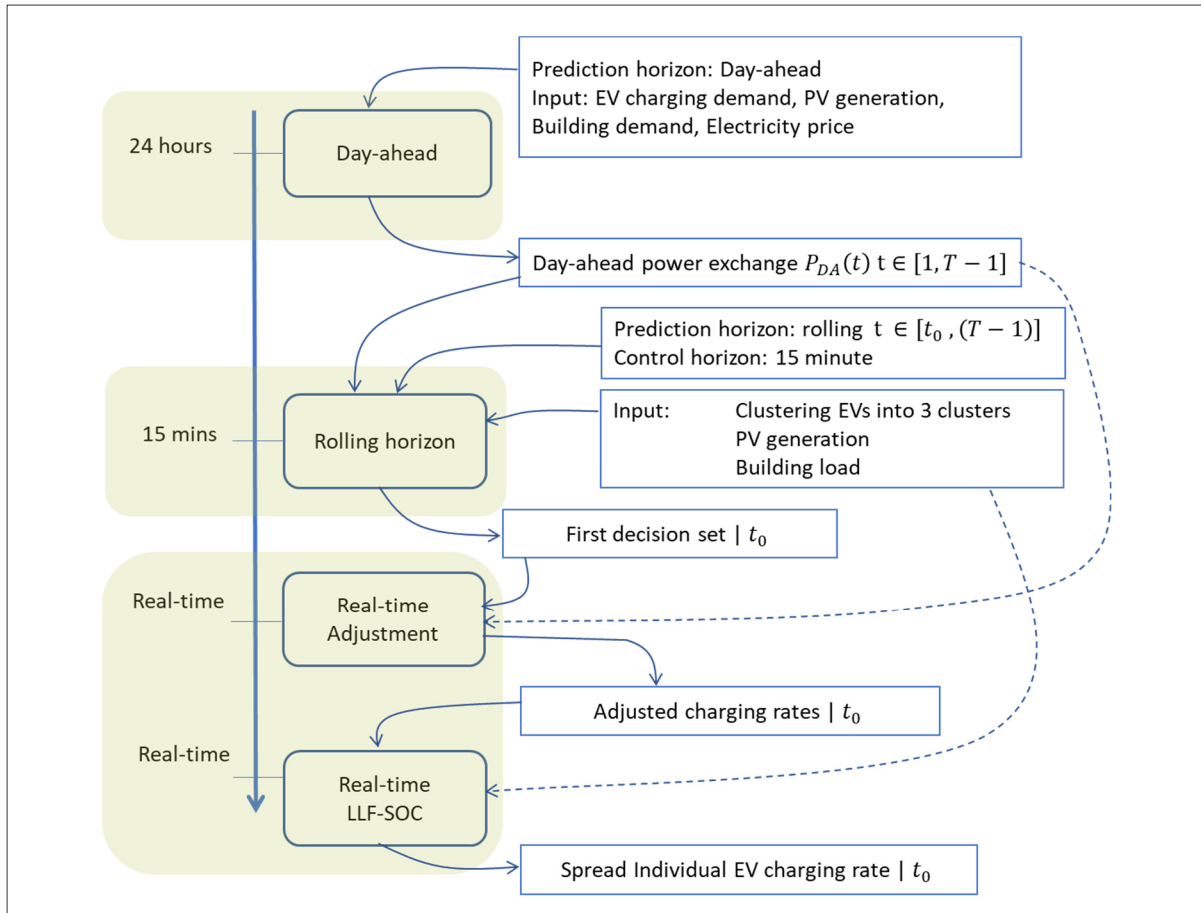 Prediction horizon: Day-ahead
Input: EV charging demand, PV generation,
Building demand, Electricity price
24 hours
Day-ahead
Day-ahead power exchange P_{DA}(t) t ∈ [1, T − 1]
Prediction horizon: rolling t ∈ [t_0 , (T − 1)]
Control horizon: 15 minute
15 mins
Rolling horizon
Input: Clustering EVs into 3 clusters
PV generation
Building load
First decision set | t_0
Real-time
Real-time
Adjustment
Adjusted charging rates | t_0
Real-time
Real-time
LLF-SOC
Spread Individual EV charging rate | t_0